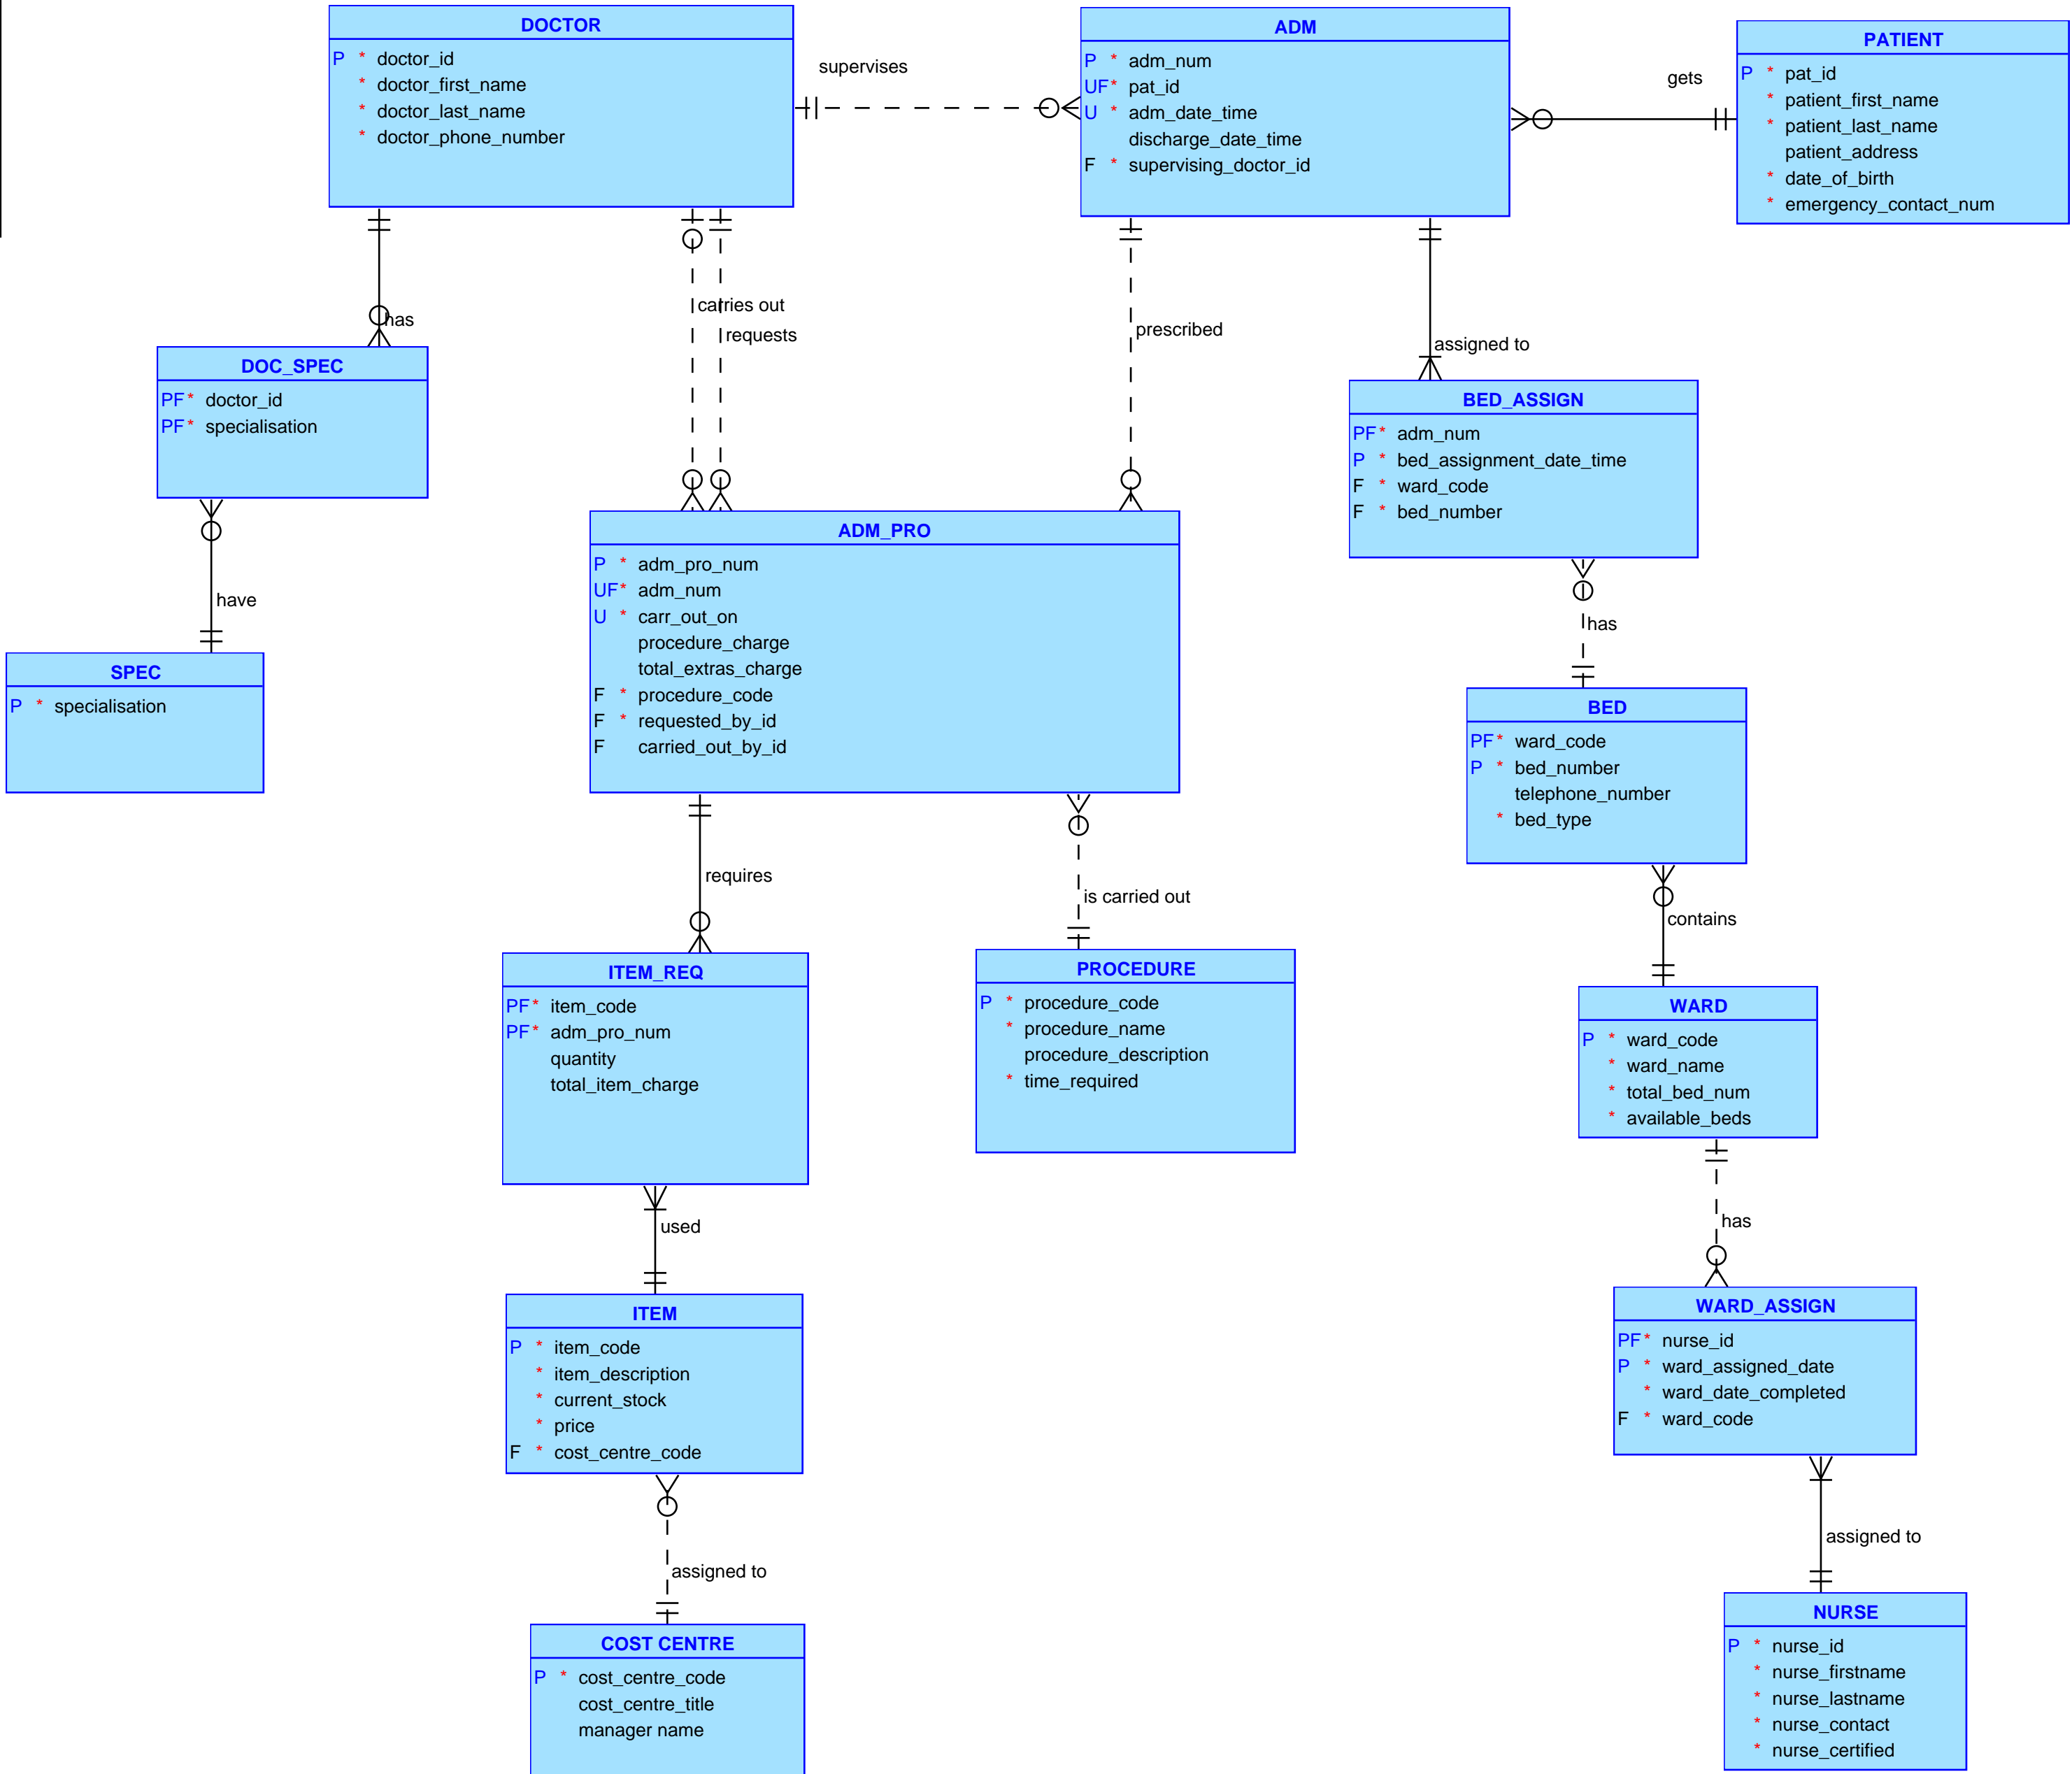 DOCTOR
P * doctor_id
* doctor_first_name
* doctor_last_name
* doctor_phone_number
supervises
ADM
P * adm_num
UF* pat_id
U * adm_date_time
discharge_date_time
F * supervising_doctor_id
gets
PATIENT
P * pat_id
* patient_first_name
* patient_last_name
patient_address
* date_of_birth
* emergency_contact_num
has
carries out
requests
prescribed
assigned to
DOC_SPEC
PF* doctor_id
PF* specialisation
have
SPEC
P * specialisation
ADM_PRO
P * adm_pro_num
UF* adm_num
U * carr_out_on
procedure_charge
total_extras_charge
F * procedure_code
F * requested_by_id
F carried_out_by_id
BED_ASSIGN
PF* adm_num
P * bed_assignment_date_time
F * ward_code
F * bed_number
has
BED
PF* ward_code
P * bed_number
telephone_number
* bed_type
requires
is carried out
contains
ITEM_REQ
PF* item_code
PF* adm_pro_num
quantity
total_item_charge
PROCEDURE
P * procedure_code
* procedure_name
procedure_description
* time_required
WARD
P * ward_code
* ward_name
* total_bed_num
* available_beds
used
has
ITEM
P * item_code
* item_description
* current_stock
* price
F * cost_centre_code
WARD_ASSIGN
PF* nurse_id
P * ward_assigned_date
* ward_date_completed
F * ward_code
assigned to
assigned to
COST CENTRE
P * cost_centre_code
cost_centre_title
manager name
NURSE
P * nurse_id
* nurse_firstname
* nurse_lastname
* nurse_contact
* nurse_certified